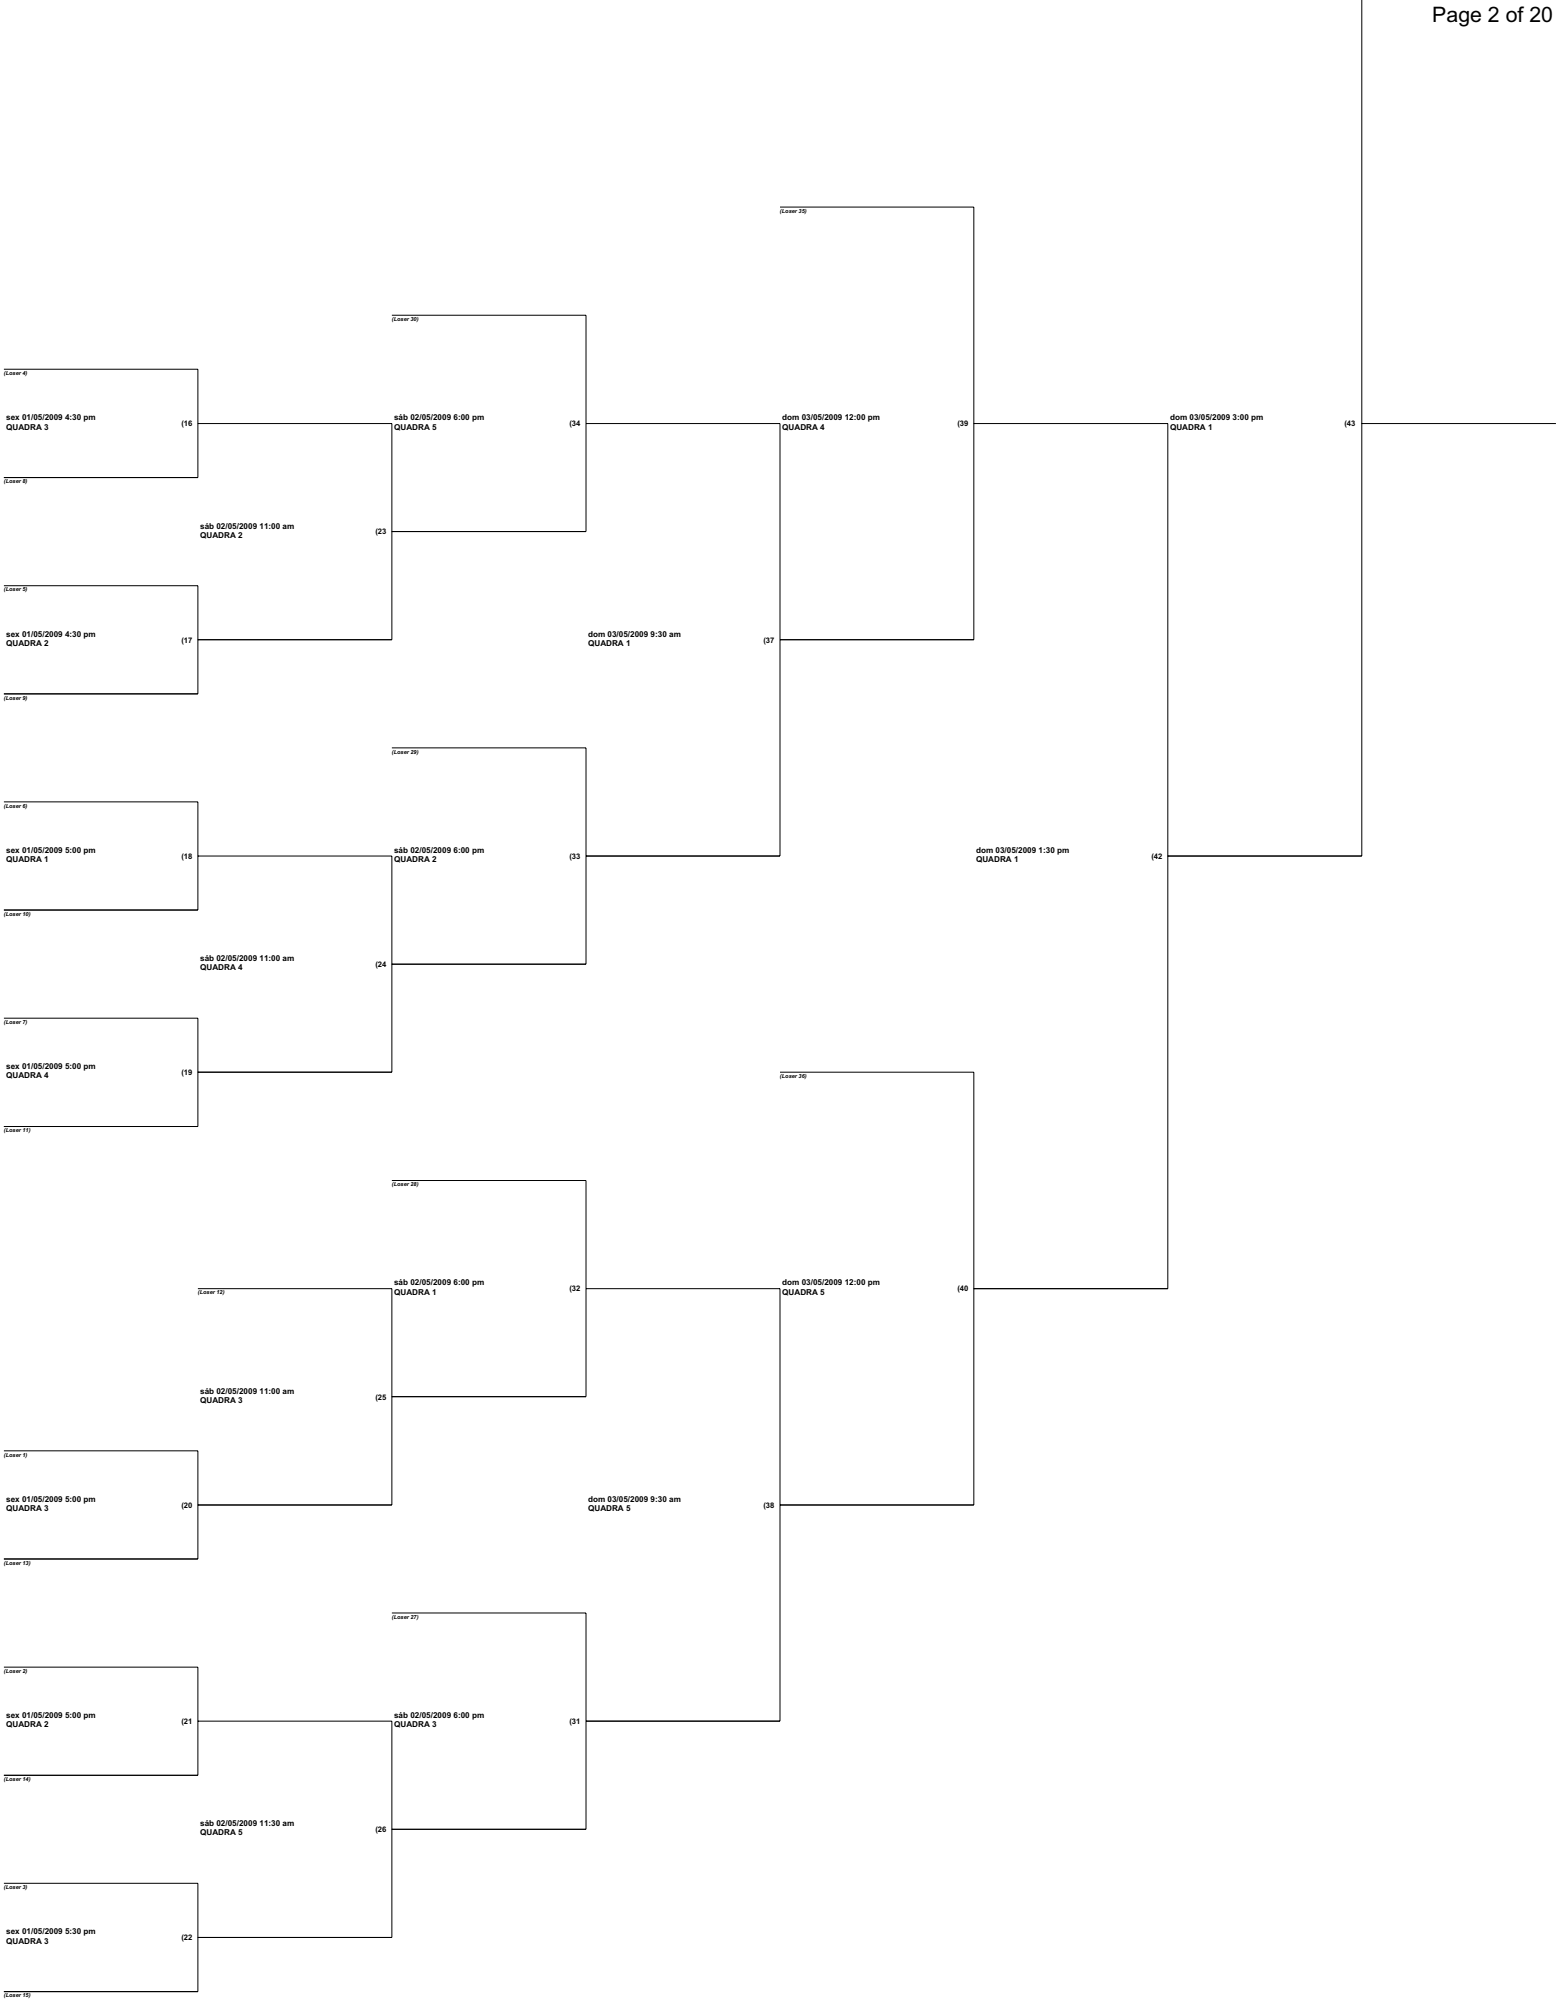 Page 2 of 20
(Loser 35)
(Loser 30)
(Loser 4)
sex 01/05/2009 4:30 pm
QUADRA 3
(16
sáb 02/05/2009 6:00 pm
QUADRA 5
(34
dom 03/05/2009 12:00 pm
QUADRA 4
(39
dom 03/05/2009 3:00 pm
QUADRA 1
(43
(Loser 8)
sáb 02/05/2009 11:00 am
QUADRA 2
(23
(Loser 5)
sex 01/05/2009 4:30 pm
QUADRA 2
(17
dom 03/05/2009 9:30 am
QUADRA 1
(37
(Loser 9)
(Loser 29)
(Loser 6)
sex 01/05/2009 5:00 pm
QUADRA 1
(18
sáb 02/05/2009 6:00 pm
QUADRA 2
(33
dom 03/05/2009 1:30 pm
QUADRA 1
(42
(Loser 10)
sáb 02/05/2009 11:00 am
QUADRA 4
(24
(Loser 7)
sex 01/05/2009 5:00 pm
QUADRA 4
(19
(Loser 36)
(Loser 11)
(Loser 28)
(Loser 12)
sáb 02/05/2009 6:00 pm
QUADRA 1
(32
dom 03/05/2009 12:00 pm
QUADRA 5
(40
sáb 02/05/2009 11:00 am
QUADRA 3
(25
(Loser 1)
sex 01/05/2009 5:00 pm
QUADRA 3
(20
dom 03/05/2009 9:30 am
QUADRA 5
(38
(Loser 13)
(Loser 27)
(Loser 2)
sex 01/05/2009 5:00 pm
QUADRA 2
(21
sáb 02/05/2009 6:00 pm
QUADRA 3
(31
(Loser 14)
sáb 02/05/2009 11:30 am
QUADRA 5
(26
(Loser 3)
sex 01/05/2009 5:30 pm
QUADRA 3
(22
(Loser 15)